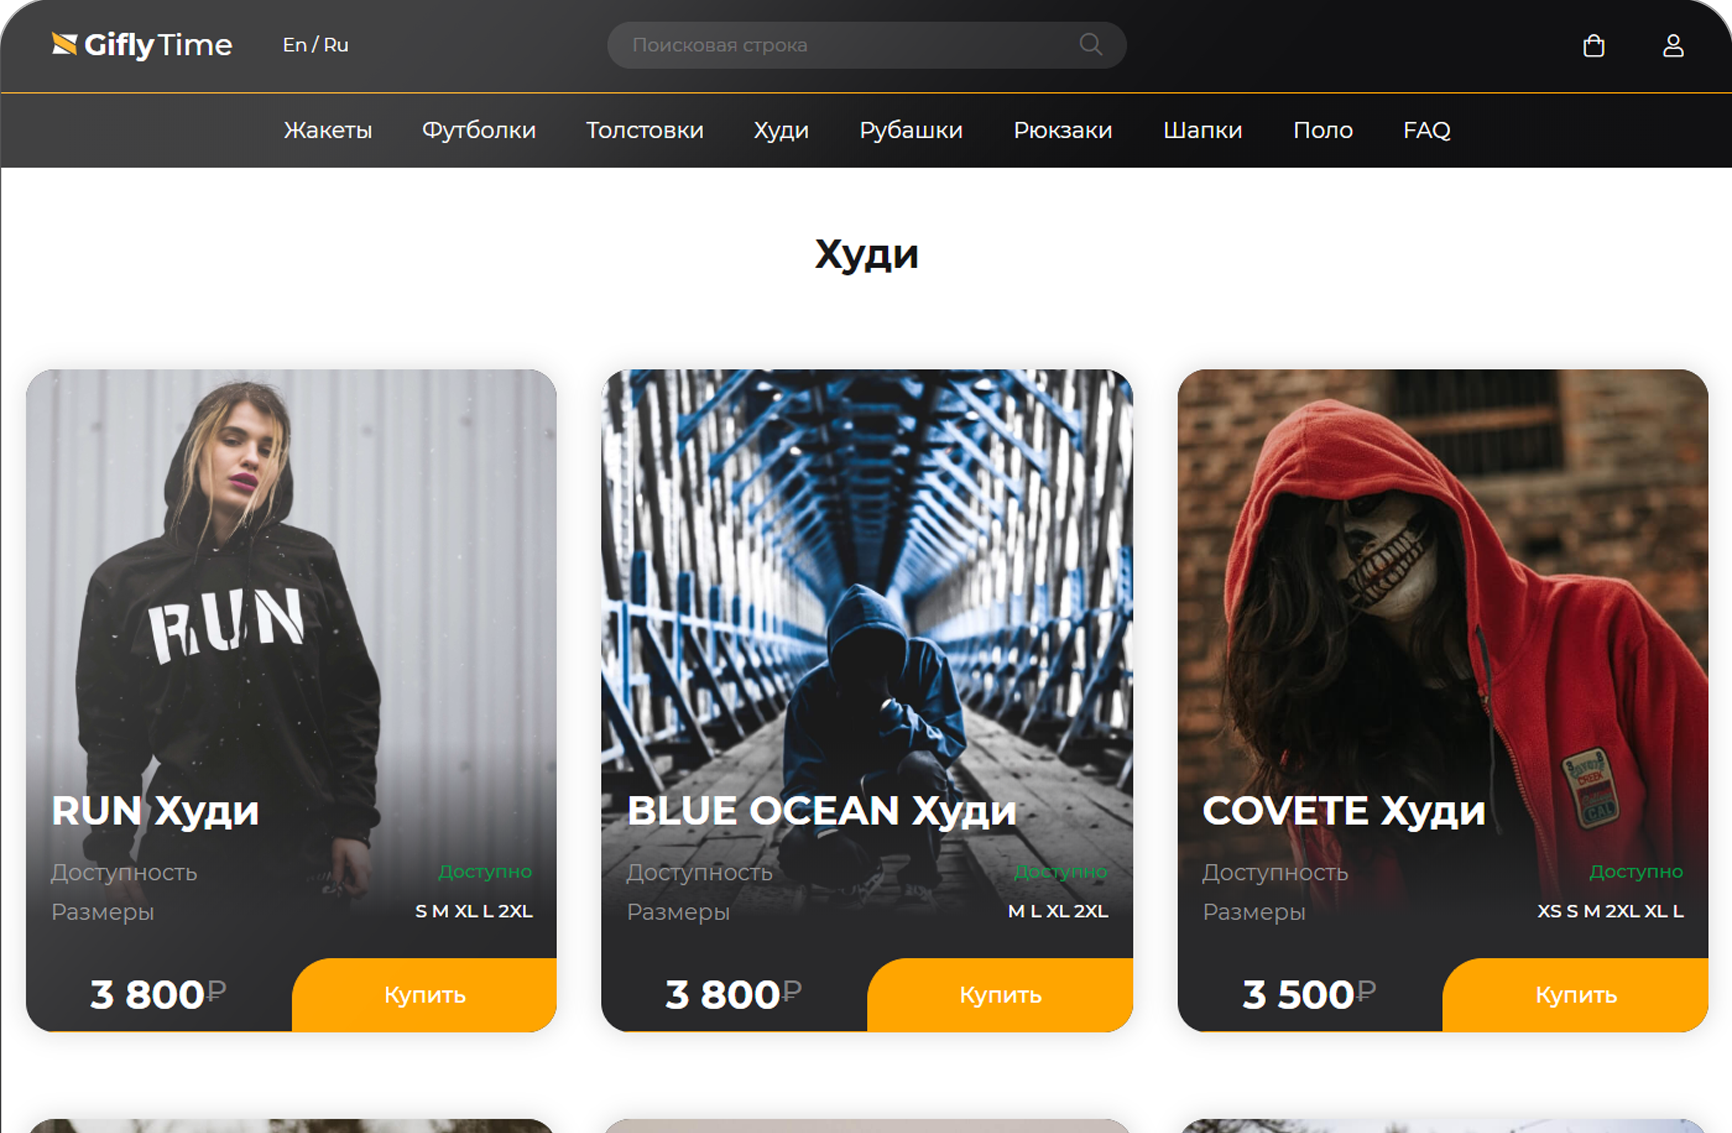 GiflyTime
En / Ru
Поисковая строка
Жакеты Футболки Толстовки Худи Рубашки Рюкзаки Шапки Поло FAQ
Худи
RUN
RUN Худи
Доступность Доступно
Размеры S M XL L 2XL
3 800₽ Купить
BLUE OCEAN Худи
Доступность Доступно
Размеры M L XL 2XL
3 800₽ Купить
CREEK
CAL
COVETE Худи
Доступность Доступно
Размеры XS S M 2XL XL L
3 500₽ Купить